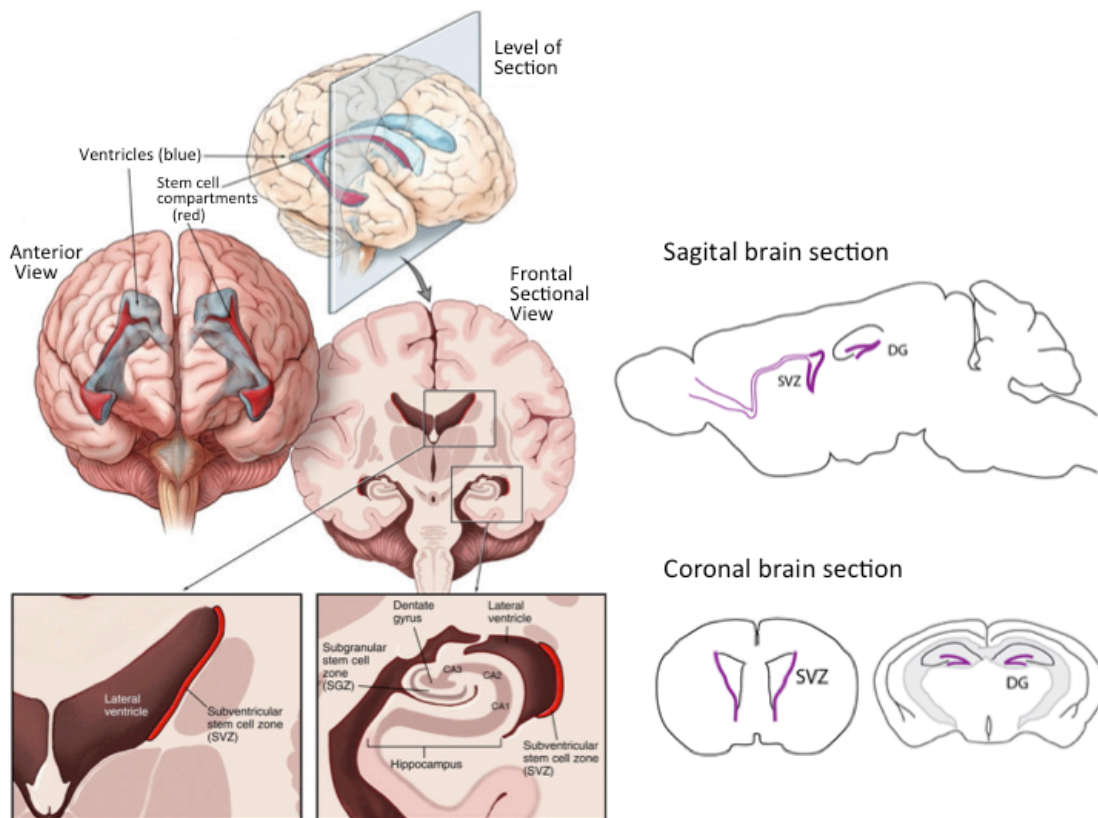 Level of
Section
Ventricles (blue)
Stem cell
compartments
(red)
Anterior
View
Frontal
Sectional
View
Lateral
ventricle
Subventricular
stem cell zone
(SVZ)
Dentate
gyrus
Lateral
ventricle
Subgranular
stem cell
zone
(SGZ)
CA3
CA2
CA1
Hippocampus
Subventricular
stem cell zone
(SVZ)
Sagital brain section
SVZ
DG
Coronal brain section
SVZ
DG